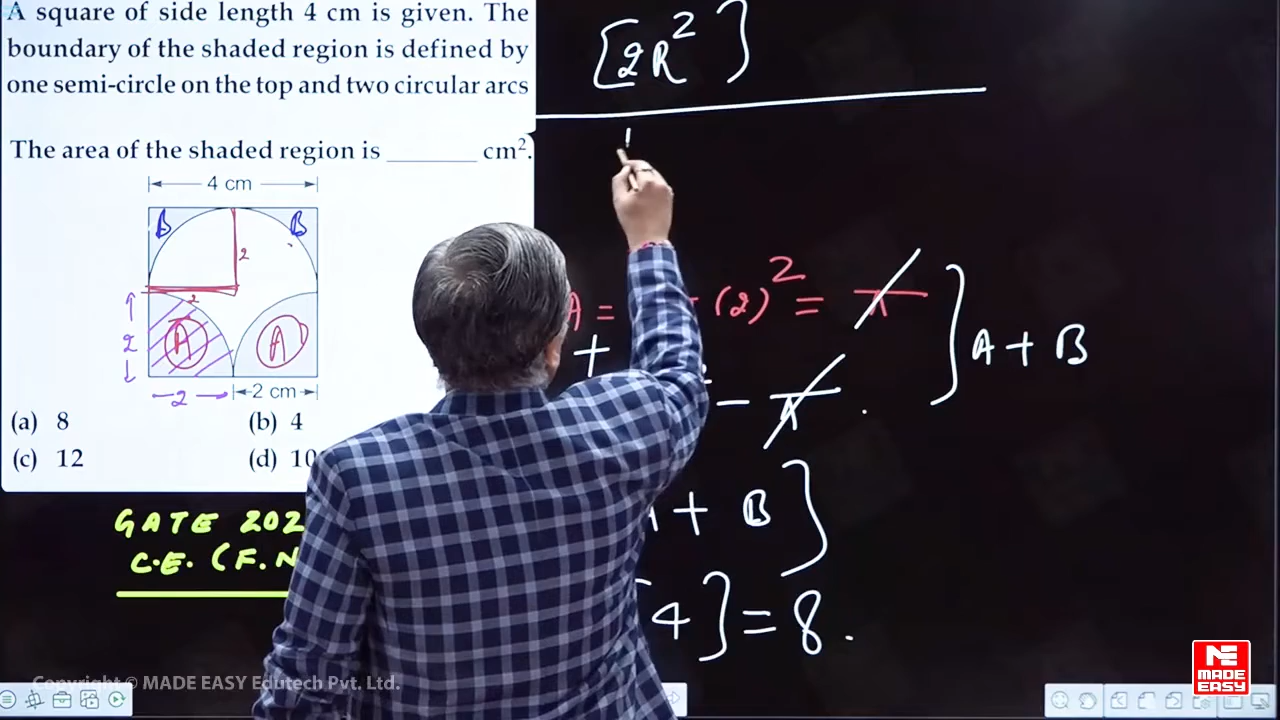 A square of side length 4 cm is given. The
boundary of the shaded region is defined by
one semi-circle on the top and two circular arcs
The area of the shaded region is ________ cm².
4 cm
B
B
2
2
2
A
A
2
2 cm
(a) 8
(b) 4
(c) 12
(d) 10
GATE 202
C.E. (F.N
[2R²]
A =
(2)² = π
+
- π
A + B
+ B]
4] = 8.
Copyright © MADE EASY Edutech Pvt. Ltd.
ME
MADE
EASY